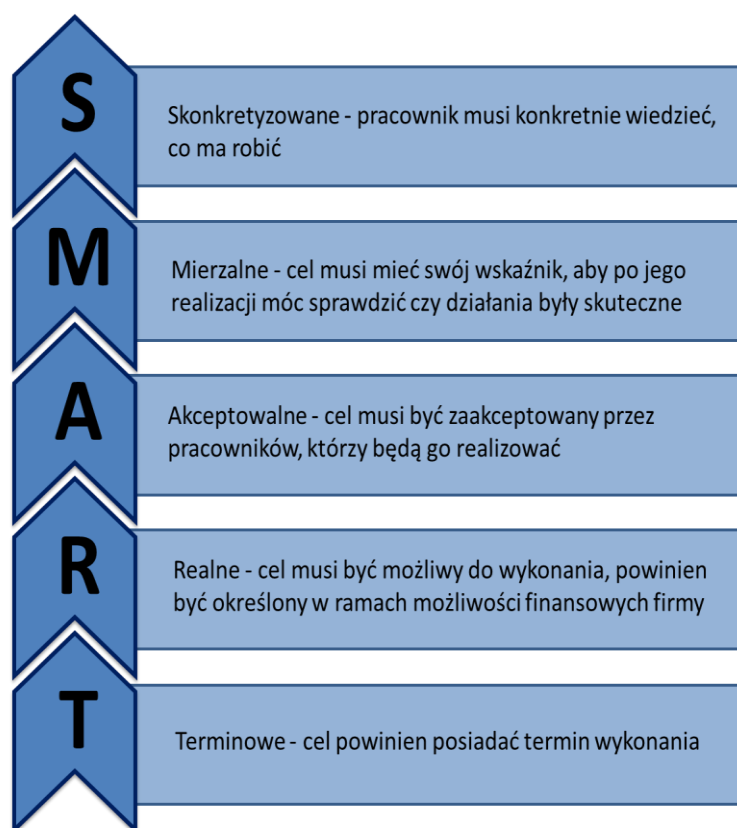 S
Skonkretyzowane - pracownik musi konkretnie wiedzieć,
co ma robić
M
Mierzalne - cel musi mieć swój wskaźnik, aby po jego
realizacji móc sprawdzić czy działania były skuteczne
A
Akceptowalne - cel musi być zaakceptowany przez
pracowników, którzy będą go realizować
R
Realne - cel musi być możliwy do wykonania, powinien
być określony w ramach możliwości finansowych firmy
T
Terminowe - cel powinien posiadać termin wykonania